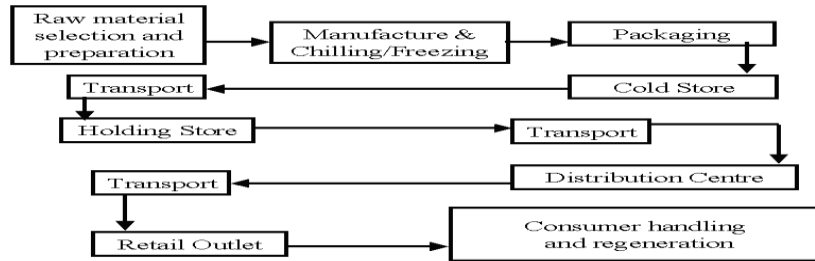 Raw material
selection and
preparation
Manufacture &
Chilling/Freezing
Packaging
Transport
Cold Store
Holding Store
Transport
Transport
Distribution Centre
Retail Outlet
Consumer handling
and regeneration